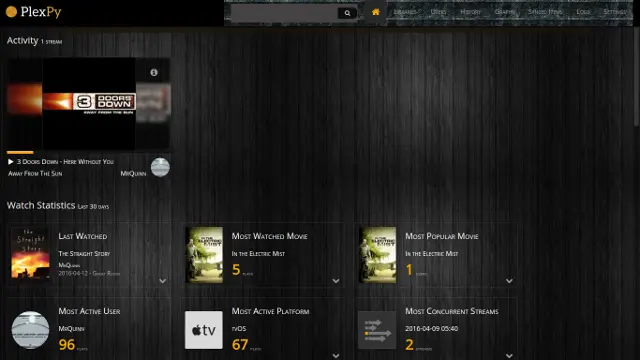 PlexPy
Libraries Users History Graphs Synced Items Logs Settings
Activity 1 stream
3 DOORS DOWN
AWAY FROM THE SUN
3 Doors Down - Here Without You
Away From The Sun MrQuinn
Watch Statistics Last 30 days
the Straight Story
Last Watched
The Straight Story
MrQuinn
2016-04-12 -
IN THE ELECTRIC MIST
Most Watched Movie
In the Electric Mist
5 plays
IN THE ELECTRIC MIST
Most Popular Movie
In the Electric Mist
1 users
Most Active User
MrQuinn
96 plays
tv
Most Active Platform
tvOS
67 plays
Most Concurrent Streams
2016-04-09 05:40
2 streams